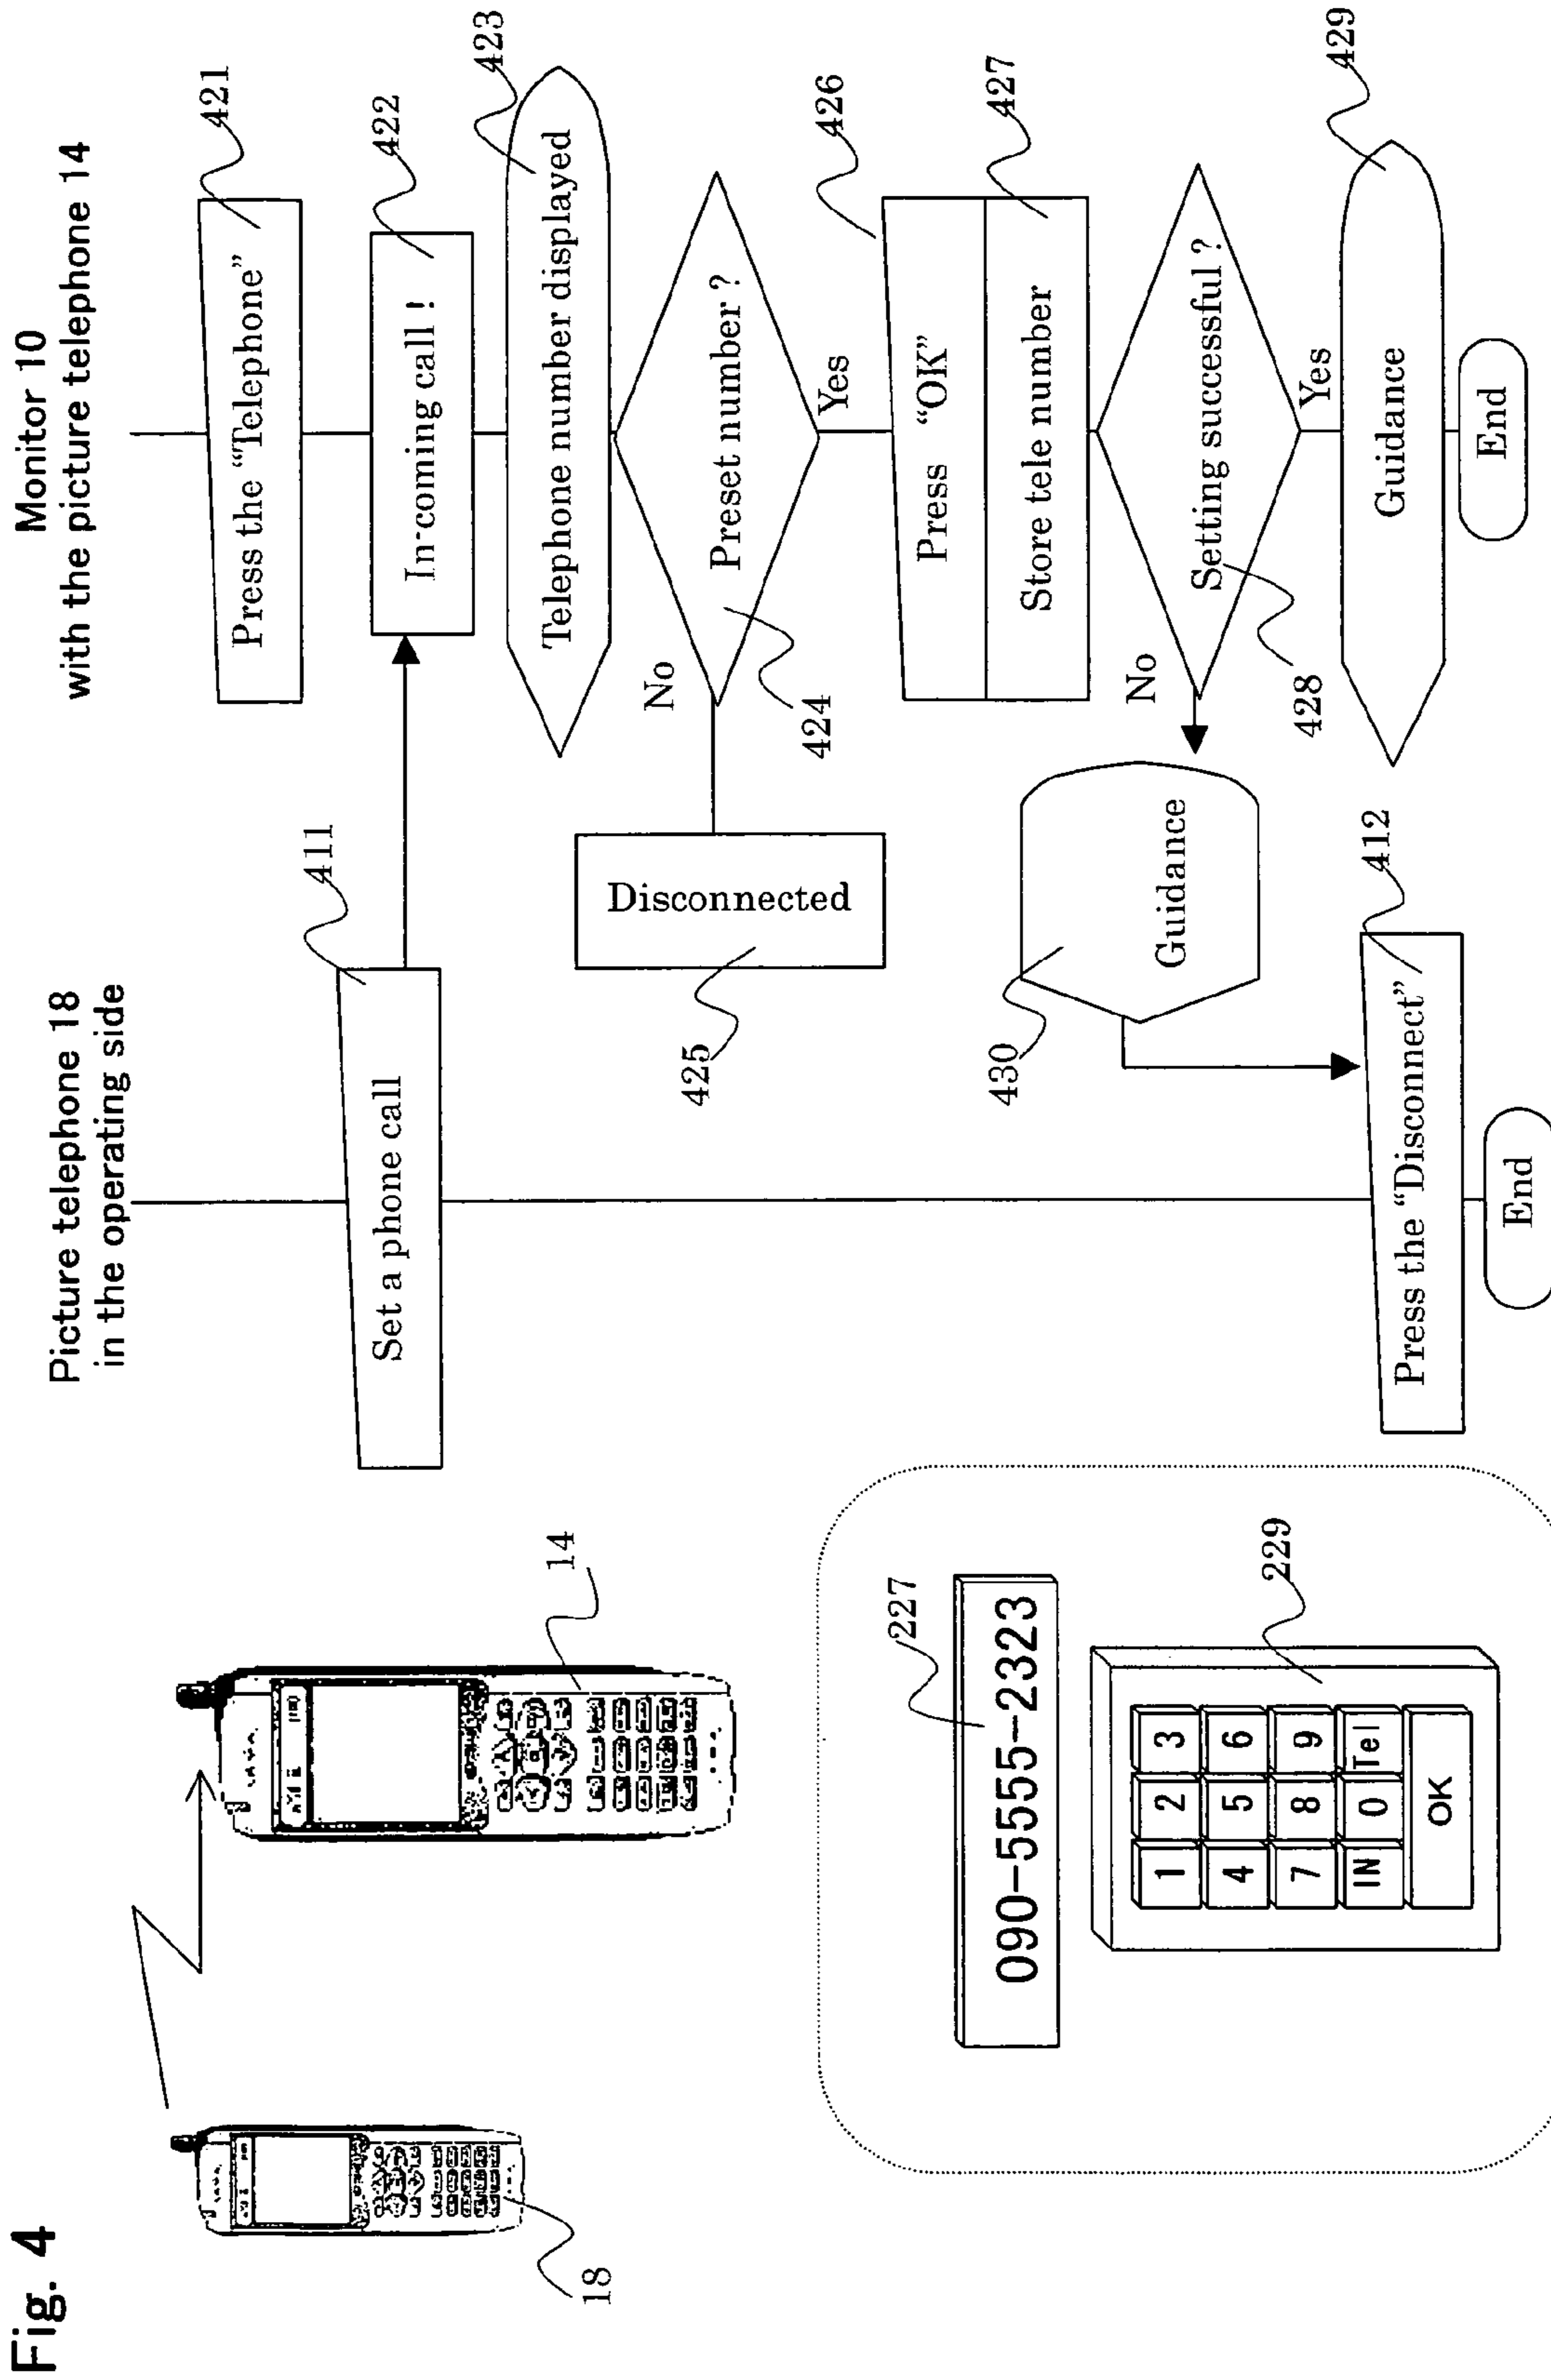 Fig. 4
18
14
227
090-5555-2323
229
1 2 3
4 5 6
7 8 9
IN 0 Tel
OK
Picture telephone 18
in the operating side
411
Set a phone call
412
Press the “Disconnect”
End
Monitor 10
with the picture telephone 14
421
Press the “Telephone”
422
In-coming call !
423
Telephone number displayed
Preset number ?
424
No
Yes
Disconnected
425
426
Press “OK”
427
Store tele number
Setting successful ?
428
No
Yes
Guidance
430
429
Guidance
End